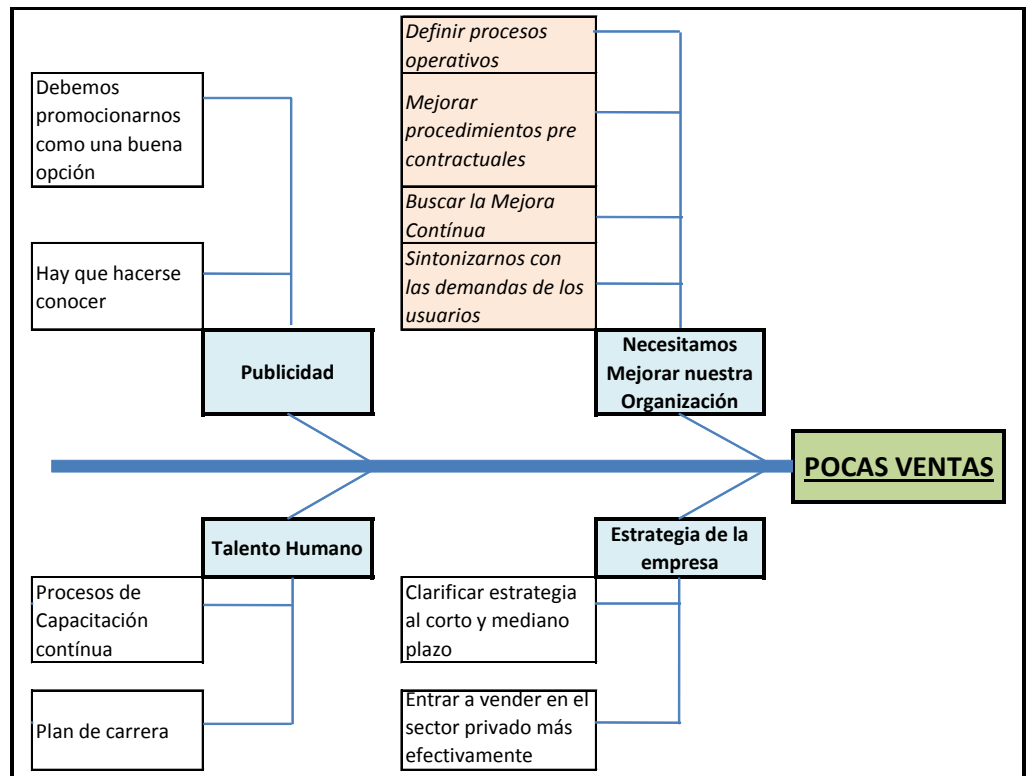 Debemos
promocionarnos
como una buena
opción
Hay que hacerse
conocer
Publicidad
Definir procesos
operativos
Mejorar
procedimientos pre
contractuales
Buscar la Mejora
Contínua
Sintonizarnos con
las demandas de los
usuarios
Necesitamos
Mejorar nuestra
Organización
POCAS VENTAS
Talento Humano
Procesos de
Capacitación
contínua
Plan de carrera
Estrategia de la
empresa
Clarificar estrategia
al corto y mediano
plazo
Entrar a vender en el
sector privado más
efectivamente